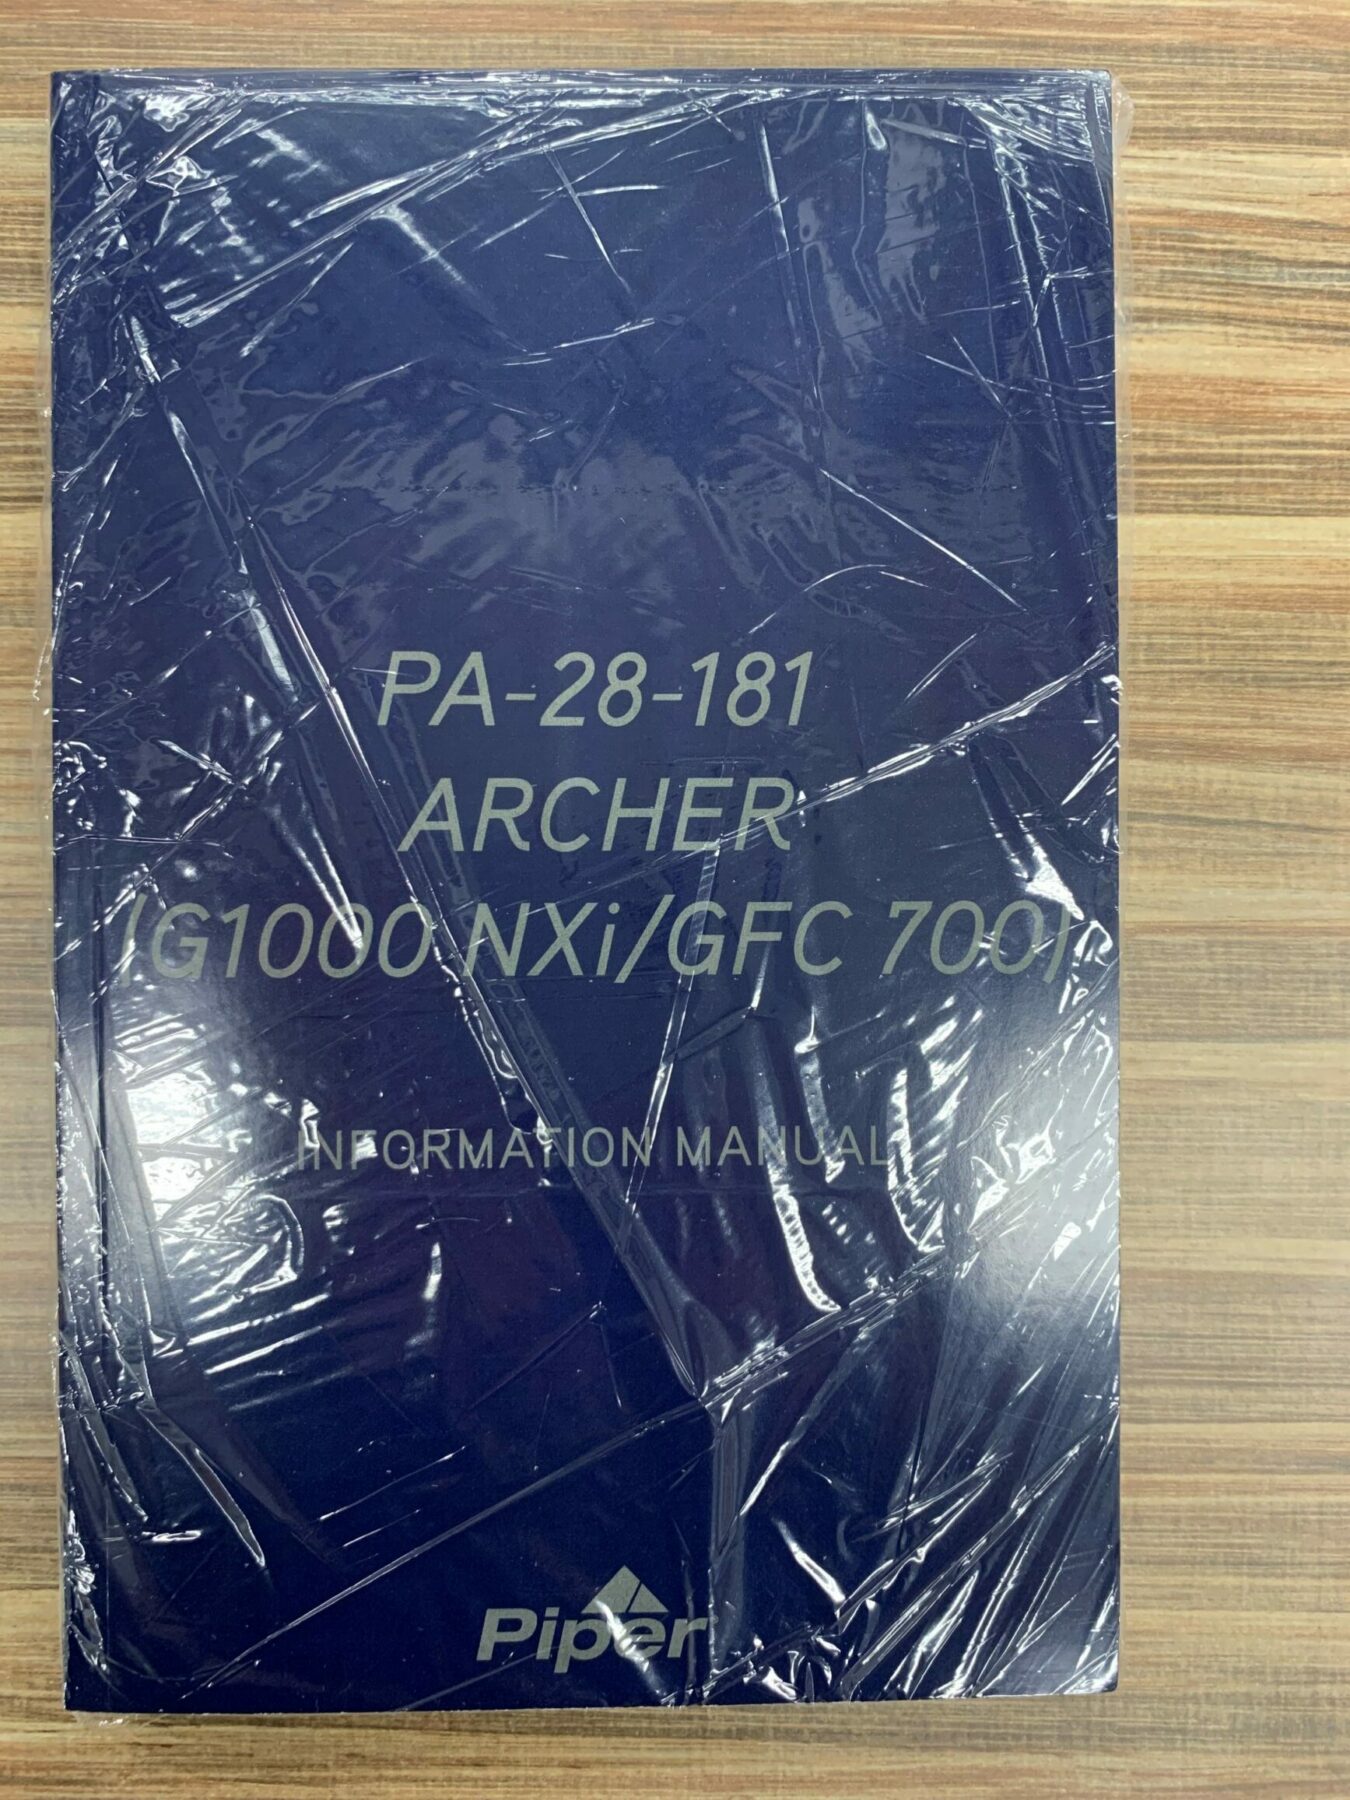 PA-28-181
ARCHER
(G1000 NXi/GFC 700)
INFORMATION MANUAL
Piper